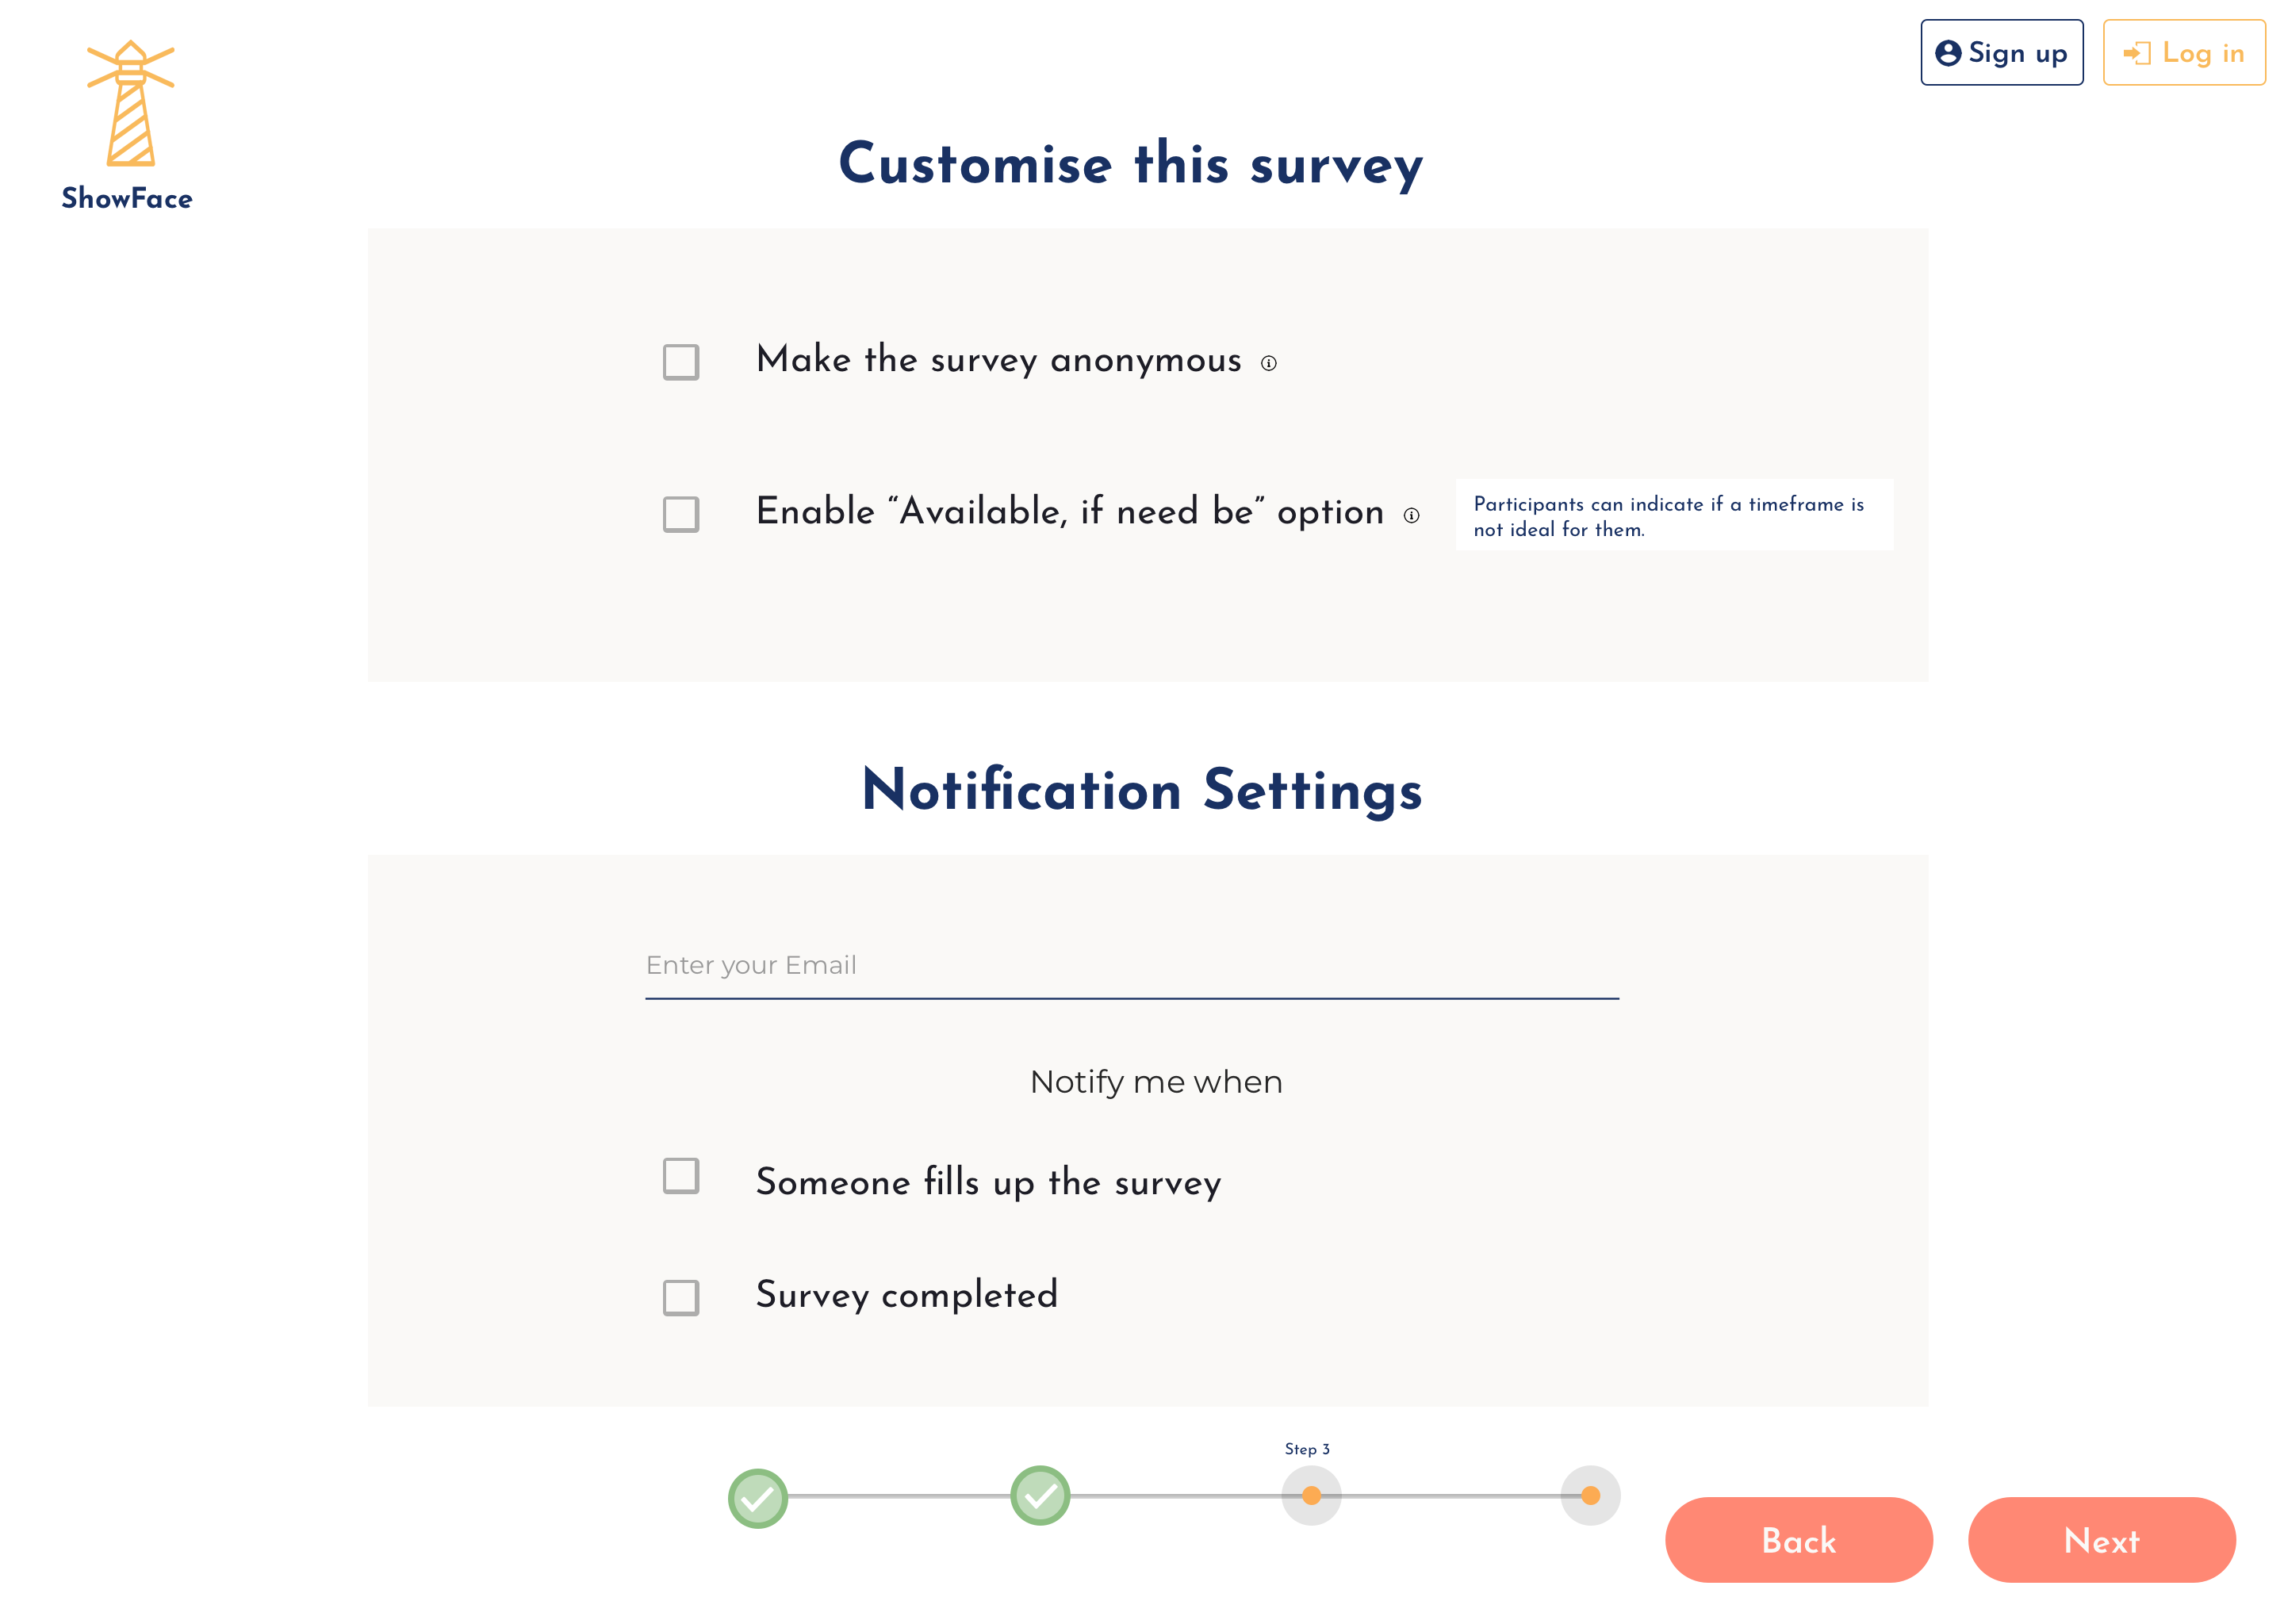 Sign up
Log in
ShowFace
Customise this survey
Make the survey anonymous
Enable “Available, if need be” option
Participants can indicate if a timeframe is
not ideal for them.
Notification Settings
Enter your Email
Notify me when
Someone fills up the survey
Survey completed
Step 3
Back
Next